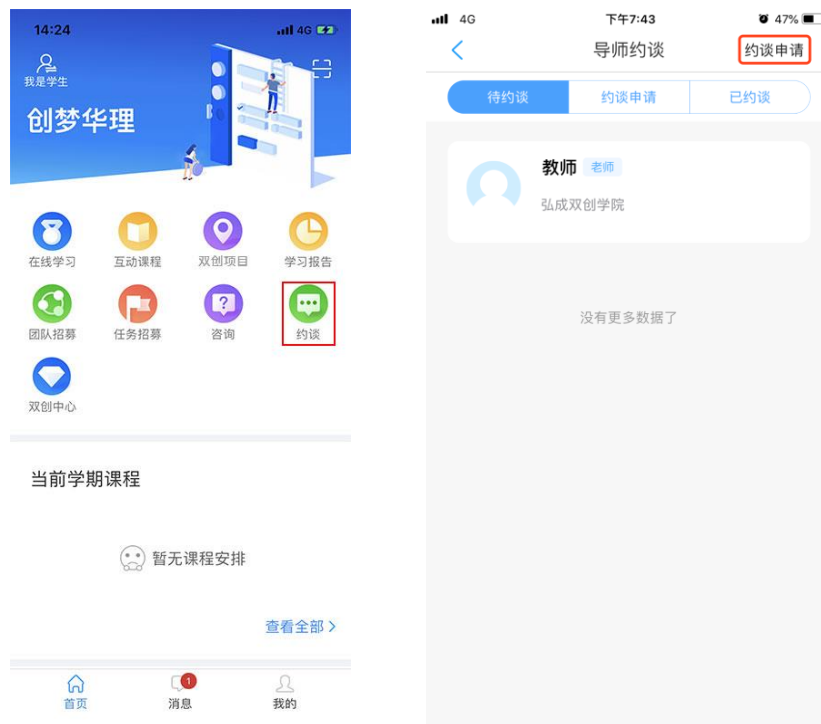 14:24
4G
我是学生
创梦华理
在线学习
互动课程
双创项目
学习报告
团队招募
任务招募
咨询
约谈
双创中心
当前学期课程
暂无课程安排
查看全部
首页
1
消息
我的
4G
下午7:43
47%
导师约谈
约谈申请
待约谈
约谈申请
已约谈
教师
老师
弘成双创学院
没有更多数据了